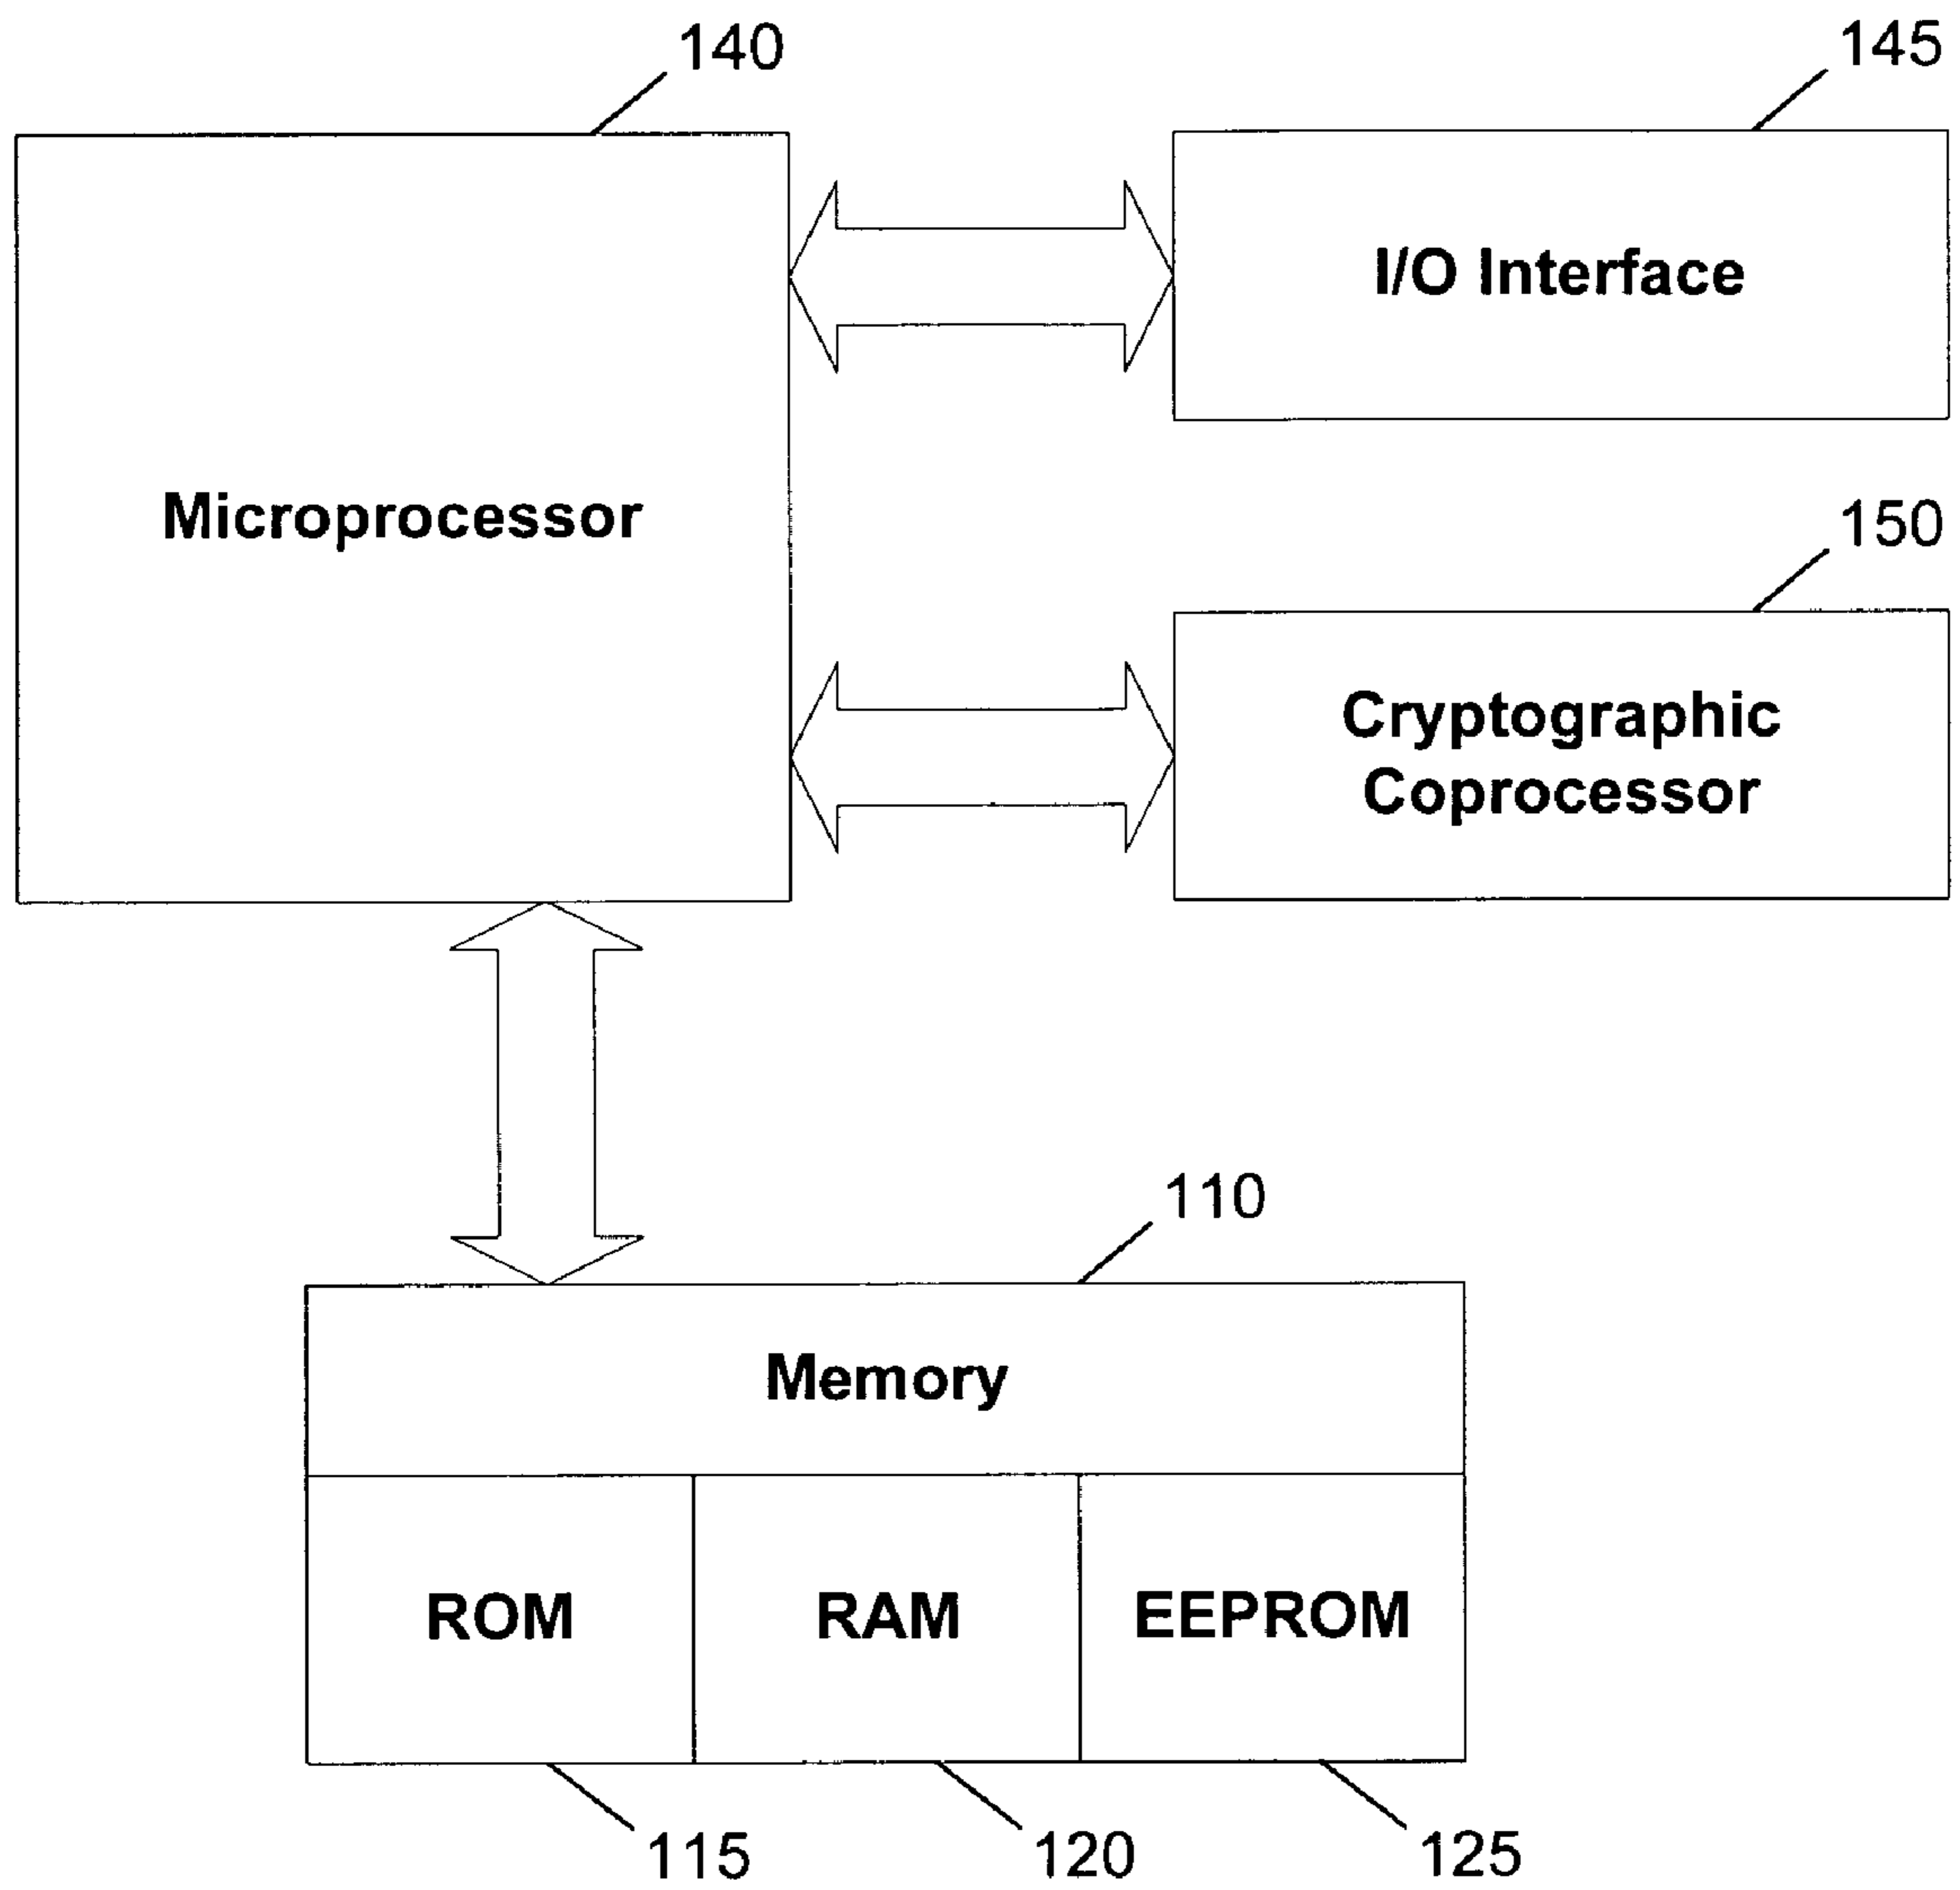 140
145
Microprocessor
I/O Interface
150
Cryptographic
Coprocessor
110
Memory
ROM
RAM
EEPROM
115
120
125